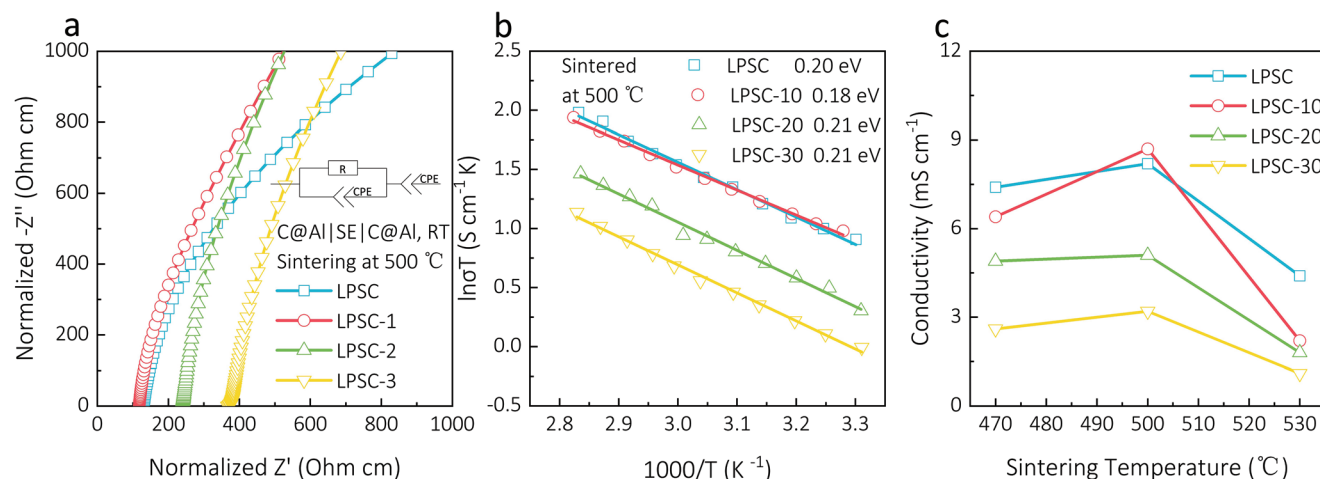 a
Normalized -Z'' (Ohm cm)
1000
800
600
400
200
0
R
CPE
CPE
C@Al|SE|C@Al, RT
Sintering at 500 ℃
LPSC
LPSC-1
LPSC-2
LPSC-3
0 200 400 600 800 1000
Normalized Z' (Ohm cm)
b
lnσT (S cm⁻¹ K)
2.5
2.0
1.5
1.0
0.5
0.0
-0.5
Sintered
at 500 ℃
LPSC 0.20 eV
LPSC-10 0.18 eV
LPSC-20 0.21 eV
LPSC-30 0.21 eV
2.8 2.9 3.0 3.1 3.2 3.3
1000/T (K⁻¹)
c
Conductivity (mS cm⁻¹)
12
9
6
3
0
LPSC
LPSC-10
LPSC-20
LPSC-30
470 480 490 500 510 520 530
Sintering Temperature (℃)